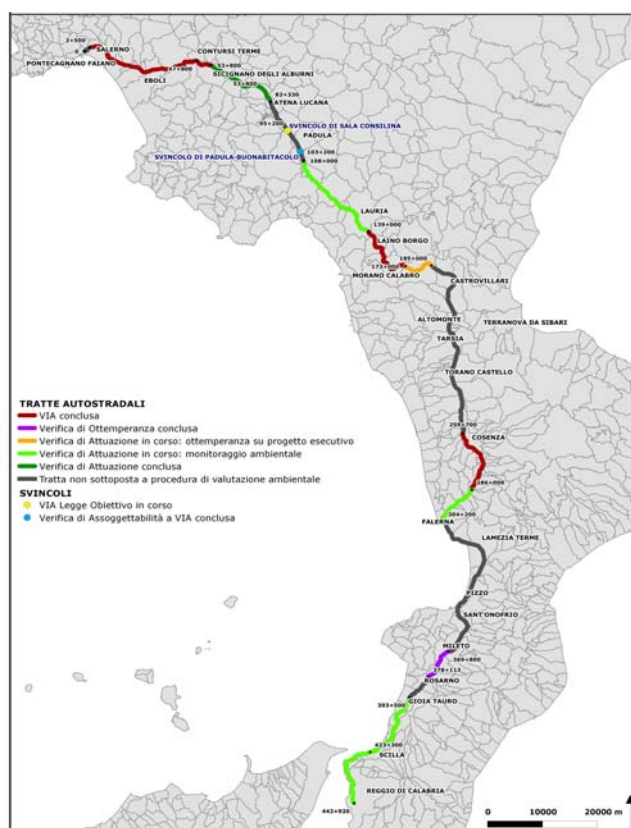 2+500
0
SALERNO
PONTECAGNANO FAIANO
EBOLI
47+800
CONTURSI TERME
53+800
SICIGNANO DEGLI ALBURNI
82+330
ATENA LUCANA
95+200
SVINCOLO DI SALA CONSILINA
PADULA
SVINCOLO DI PADULA-BUONABITACOLO
103+200
108+000
LAURIA
139+000
LAINO BORGO
173+000
185+000
MORANO CALABRO
CASTROVILLARI
ALTOMONTE
TERRANOVA DA SIBARI
TARSIA
TORANO CASTELLO
259+700
COSENZA
286+000
304+200
FALERNA
LAMEZIA TERME
PIZZO
SANT'ONOFRIO
MILETO
369+800
378+113
ROSARNO
GIOIA TAURO
393+500
423+300
SCILLA
REGGIO DI CALABRIA
442+920
TRATTE AUTOSTRADALI
VIA conclusa
Verifica di Ottemperanza conclusa
Verifica di Attuazione in corso: ottemperanza su progetto esecutivo
Verifica di Attuazione in corso: monitoraggio ambientale
Verifica di Attuazione conclusa
Tratta non sottoposta a procedura di valutazione ambientale
SVINCOLI
VIA Legge Obiettivo in corso
Verifica di Assoggettabilità a VIA conclusa
0 10000 20000 m